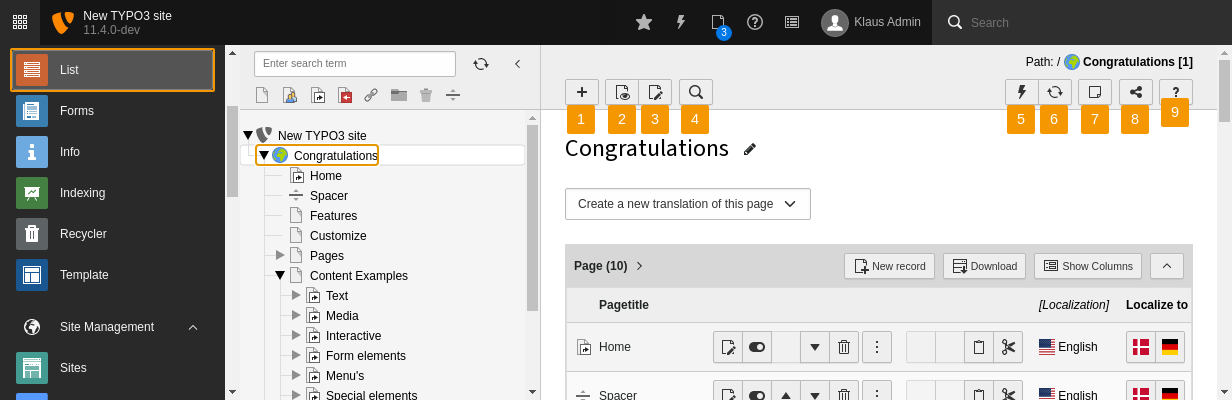 New TYPO3 site
11.4.0-dev
3
Klaus Admin
Search
List
Forms
Info
Indexing
Recycler
Template
Site Management
Sites
Enter search term
New TYPO3 site
Congratulations
Home
Spacer
Features
Customize
Pages
Content Examples
Text
Media
Interactive
Form elements
Menu's
Special elements
Path: / Congratulations [1]
?
1 2 3 4 5 6 7 8 9
Congratulations
Create a new translation of this page
Page (10)
New record
Download
Show Columns
Pagetitle [Localization] Localize to
Home English
Spacer English